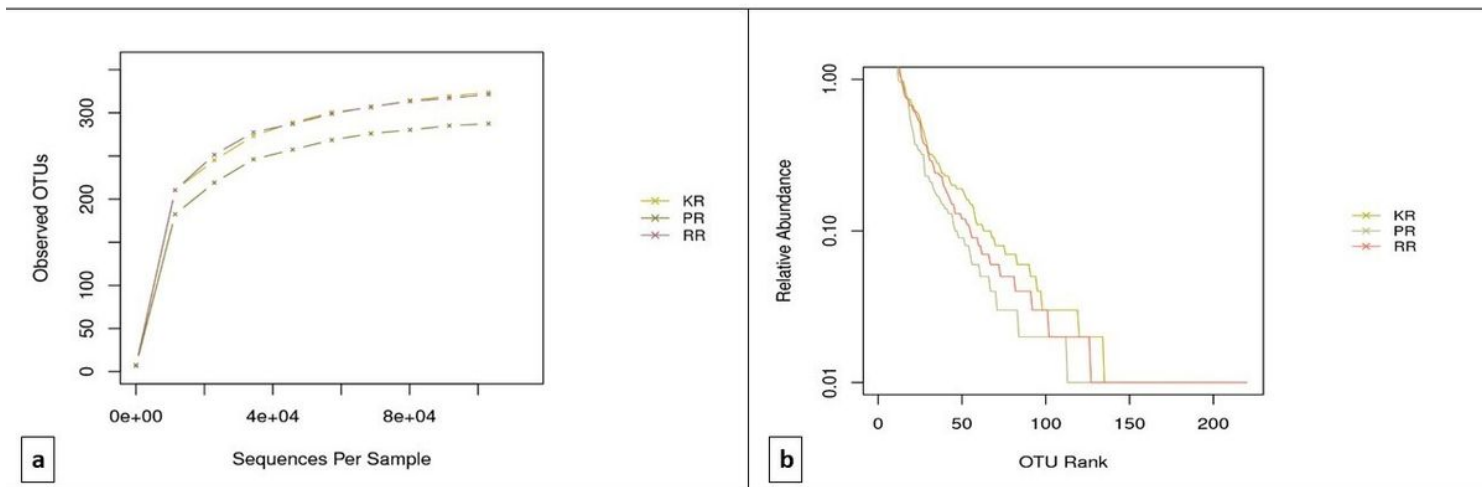 Observed OTUs
300
200
100
50
0
0e+00
4e+04
8e+04
Sequences Per Sample
KR
PR
RR
a
Relative Abundance
1.00
0.10
0.01
0
50
100
150
200
OTU Rank
KR
PR
RR
b